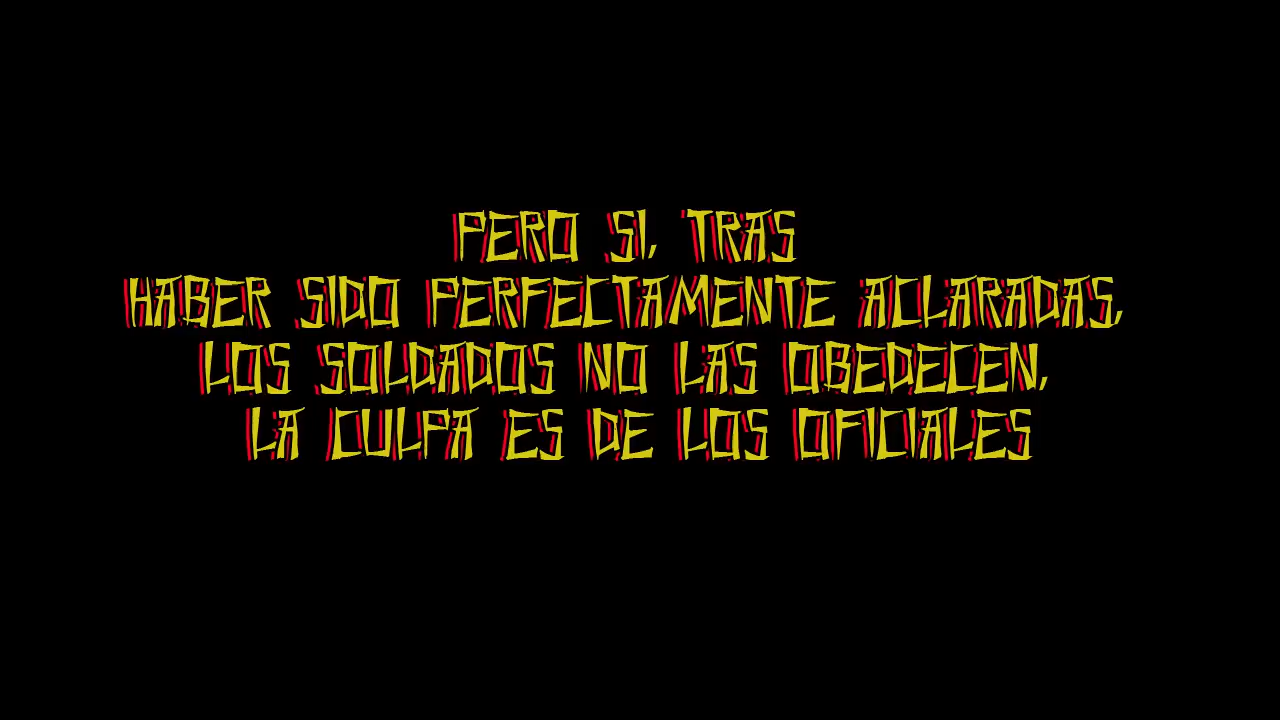 PERO SI, TRAS
HABER SIDO PERFECTAMENTE ACLARADAS,
LOS SOLDADOS NO LAS OBEDECEN,
LA CULPA ES DE LOS OFICIALES